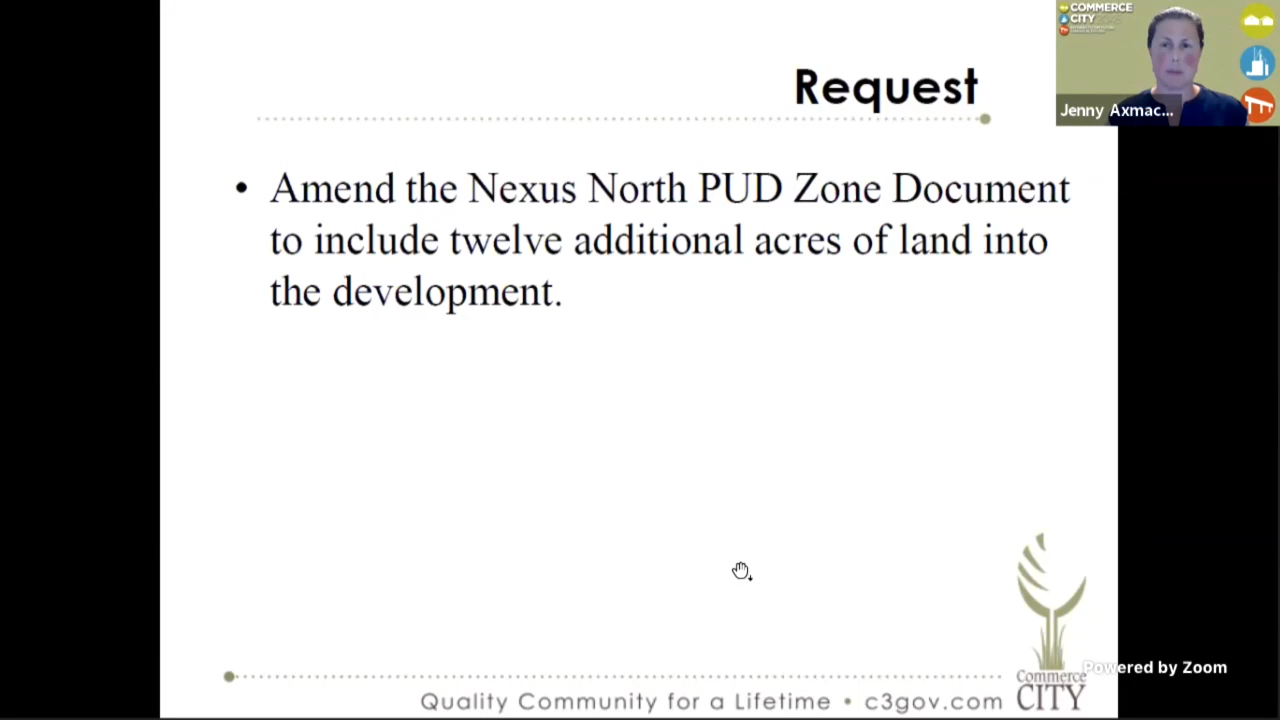 Request
COMMERCE
CITY
Jenny Axmac...
• Amend the Nexus North PUD Zone Document
to include twelve additional acres of land into
the development.
Powered by Zoom
Commerce
CITY
Quality Community for a Lifetime • c3gov.com